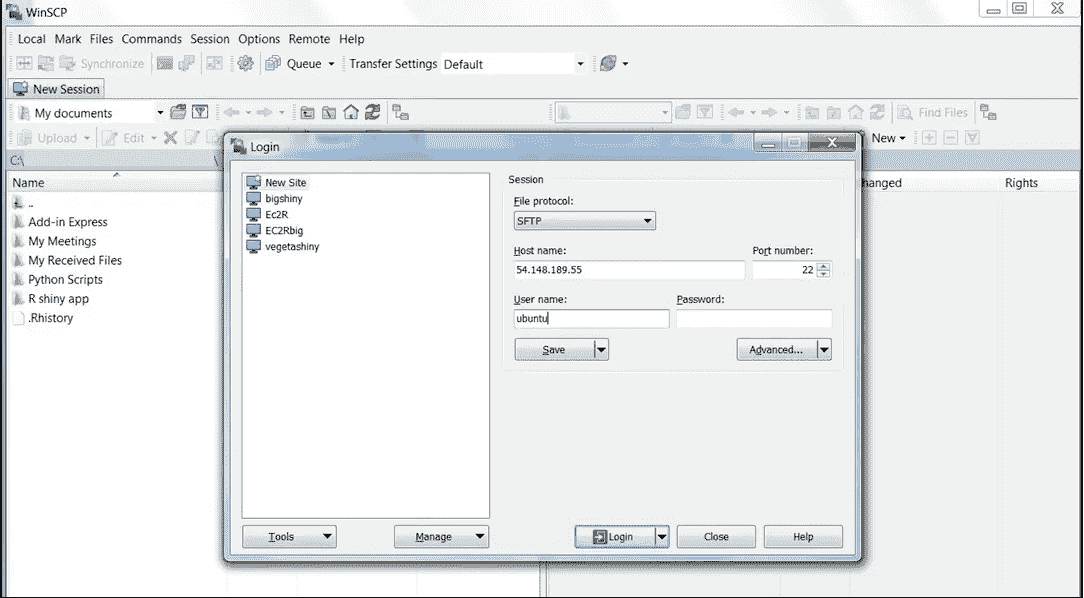 WinSCP
Local Mark Files Commands Session Options Remote Help
Synchronize Queue Transfer Settings Default
New Session
My documents Find Files
Upload Edit New
C:\ \
Name hanged Rights
..
Add-in Express
My Meetings
My Received Files
Python Scripts
R shiny app
.Rhistory
Login
New Site
bigshiny
Ec2R
EC2Rbig
vegetashiny
Session
File protocol:
SFTP
Host name: Port number:
54.148.189.55 22
User name: Password:
ubuntu
Save Advanced...
Tools Manage Login Close Help